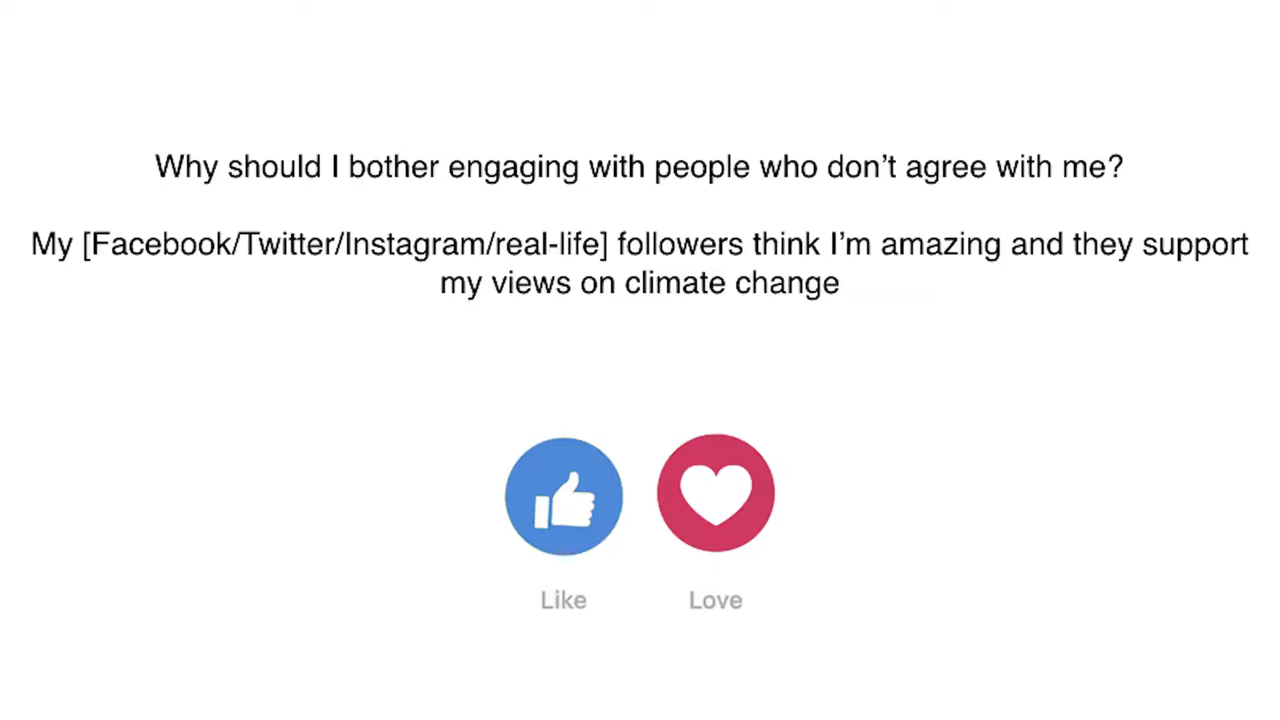 Why should I bother engaging with people who don’t agree with me?
My [Facebook/Twitter/Instagram/real-life] followers think I’m amazing and they support
my views on climate change
Like
Love